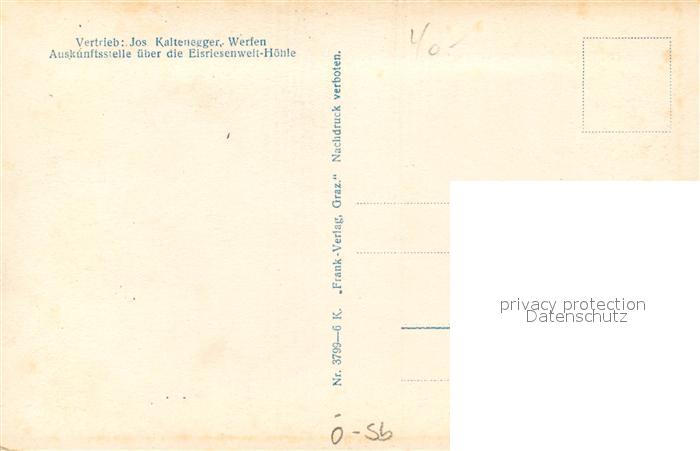 Vertrieb: Jos Kaltenegger, Werfen
Auskunftsstelle über die Eisriesenwelt-Höhle
Nr. 3799—6 K. „Frank-Verlag, Graz." Nachdruck verboten.
40.-
privacy protection
Datenschutz
Ö-Sb